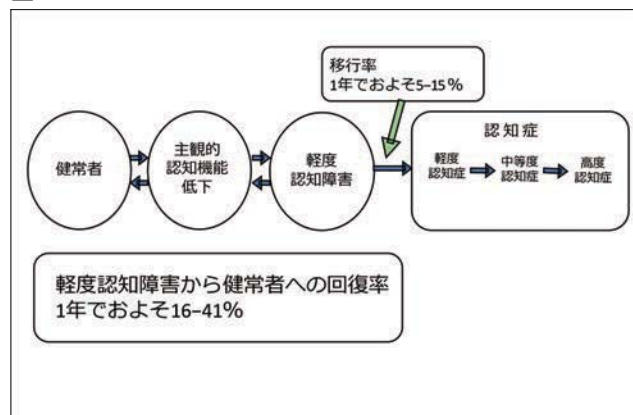 移行率
1年でおよそ5-15%
健常者
主観的
認知機能
低下
軽度
認知障害
認知症
軽度
認知症
中等度
認知症
高度
認知症
軽度認知障害から健常者への回復率
1年でおよそ16-41%